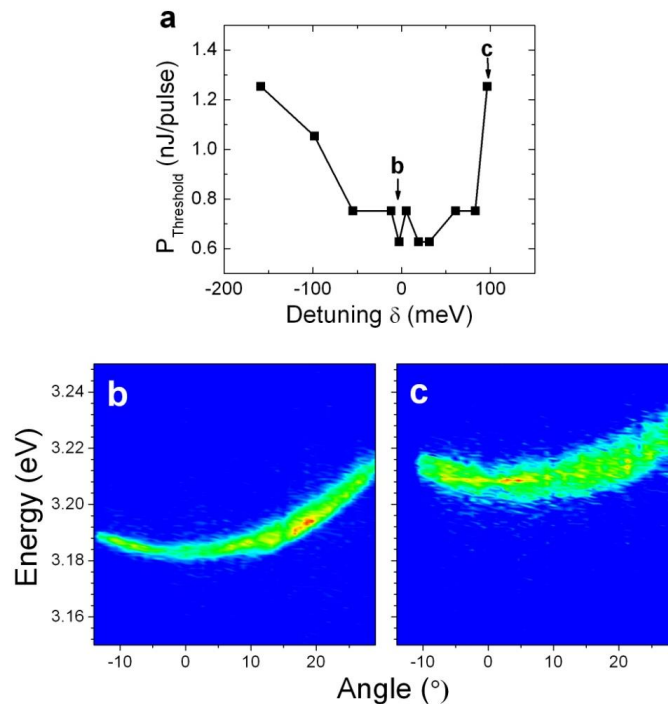 a
1.4
1.2
1.0
0.8
0.6
P Threshold (nJ/pulse)
c
b
-200 -100 0 100
Detuning δ (meV)
b
c
3.24
3.22
3.20
3.18
3.16
Energy (eV)
-10 0 10 20
-10 0 10 20
Angle (°)